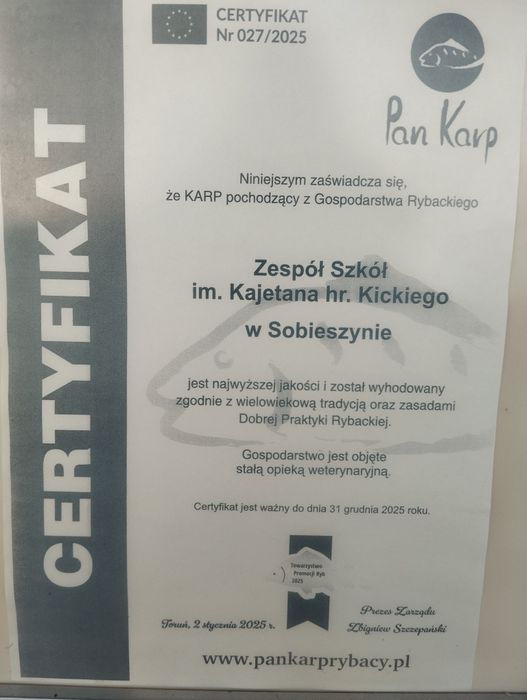 CERTYFIKAT
CERTYFIKAT
Nr 027/2025
Pan Karp
Niniejszym zaświadcza się,
że KARP pochodzący z Gospodarstwa Rybackiego
Zespół Szkół
im. Kajetana hr. Kickiego
w Sobieszynie
jest najwyższej jakości i został wyhodowany
zgodnie z wielowiekową tradycją oraz zasadami
Dobrej Praktyki Rybackiej.
Gospodarstwo jest objęte
stałą opieką weterynaryjną.
Certyfikat jest ważny do dnia 31 grudnia 2025 roku.
Towarzystwo
Promocji Ryb
2025
Toruń, 2 stycznia 2025 r.
Prezes Zarządu
Zbigniew Szczepański
www.pankarprybacy.pl